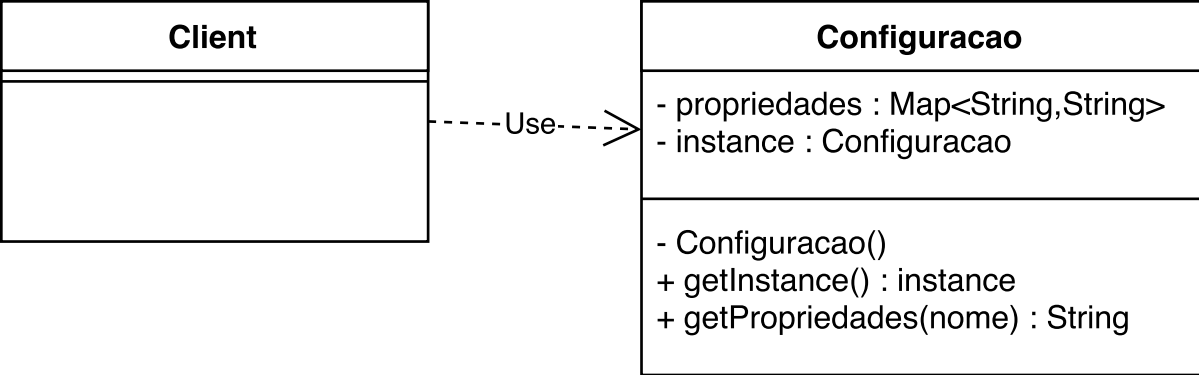 Client
Use
Configuracao
- propriedades : Map<String,String>
- instance : Configuracao
- Configuracao()
+ getInstance() : instance
+ getPropriedades(nome) : String